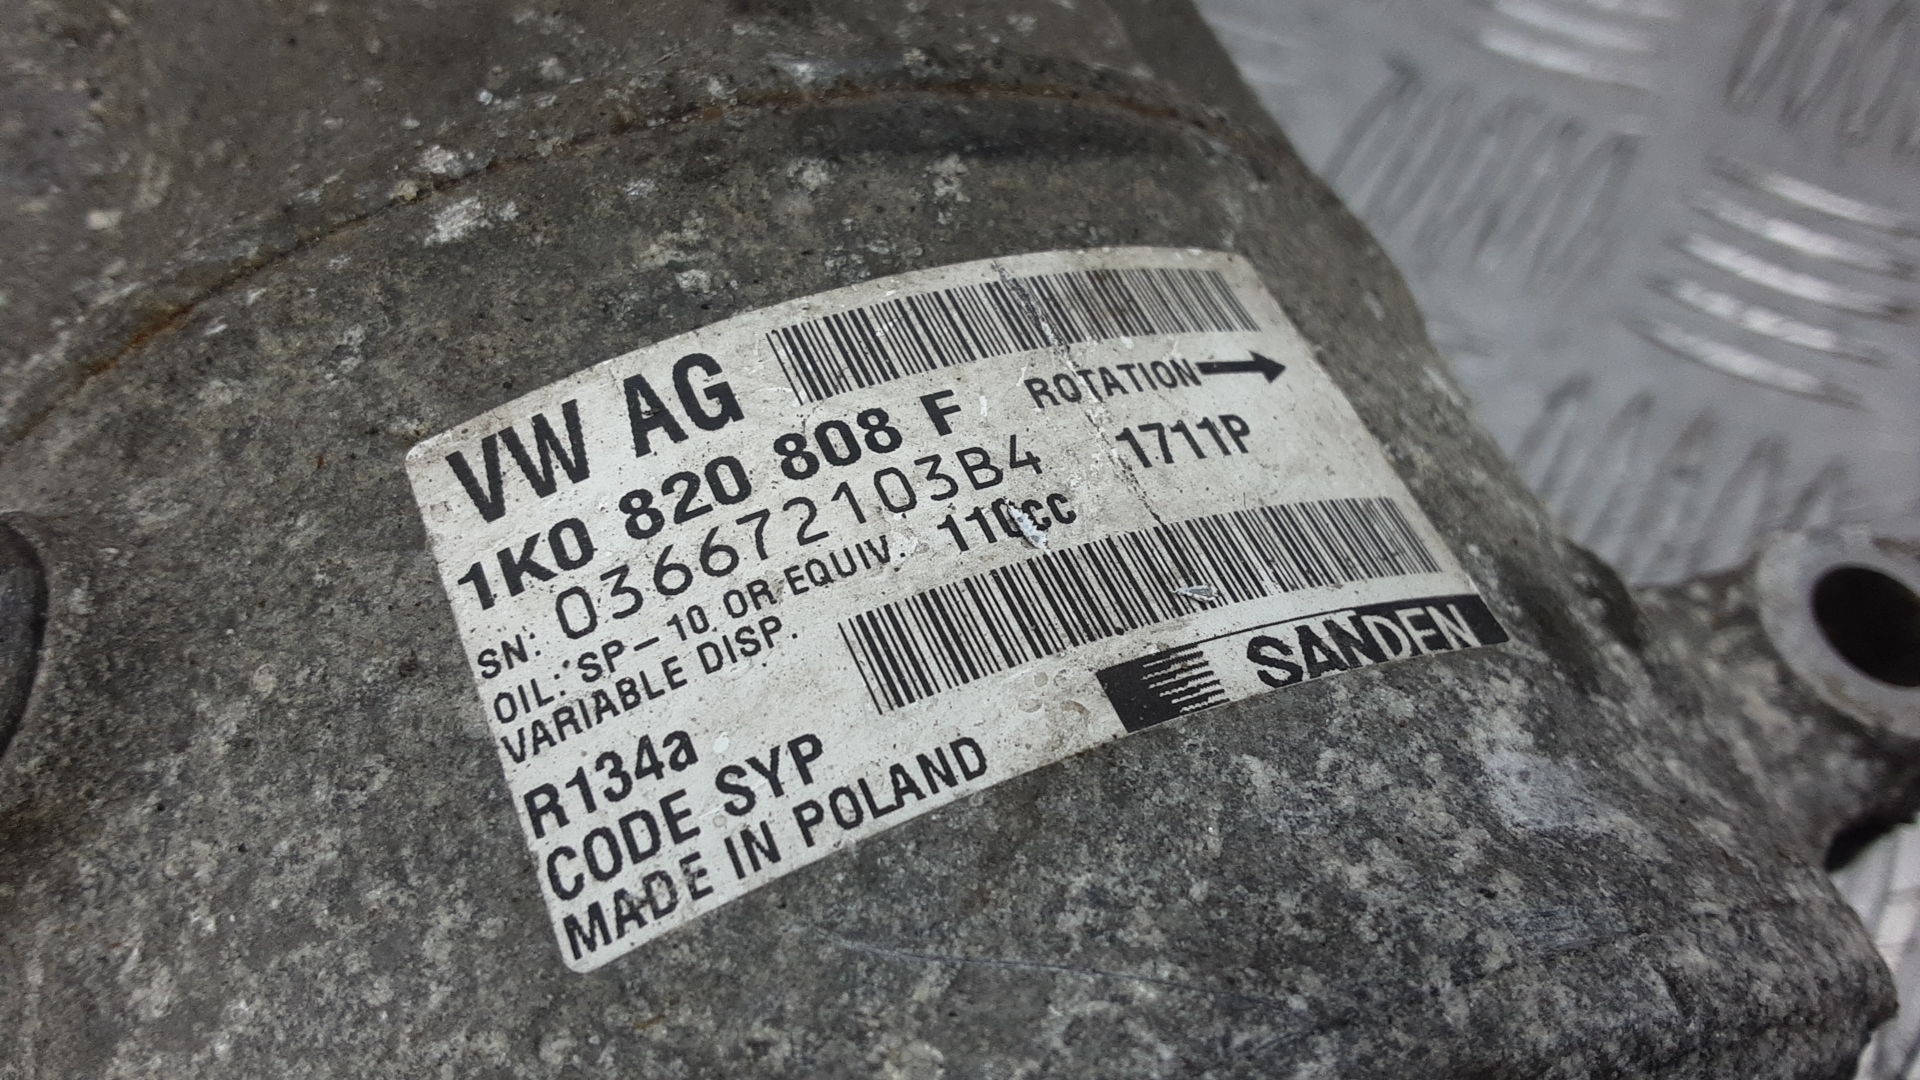 VW AG
1K0 820 808 F ROTATION
SN: 036672103B4 1711P
OIL: SP-10 OR EQUIV. 110cc
VARIABLE DISP.
R134a
CODE SYP
MADE IN POLAND
SANDEN